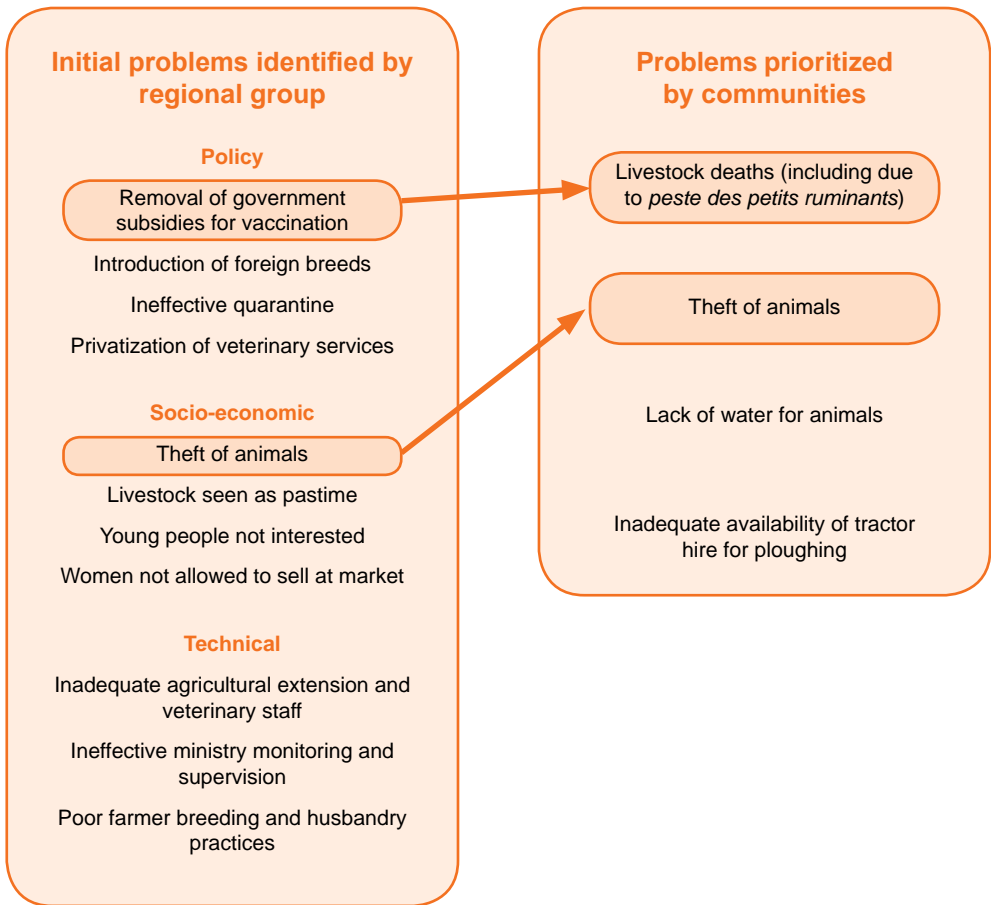 Initial problems identified by
regional group
Policy
Removal of government
subsidies for vaccination
Introduction of foreign breeds
Ineffective quarantine
Privatization of veterinary services
Socio-economic
Theft of animals
Livestock seen as pastime
Young people not interested
Women not allowed to sell at market
Technical
Inadequate agricultural extension and
veterinary staff
Ineffective ministry monitoring and
supervision
Poor farmer breeding and husbandry
practices
Problems prioritized
by communities
Livestock deaths (including due
to peste des petits ruminants)
Theft of animals
Lack of water for animals
Inadequate availability of tractor
hire for ploughing